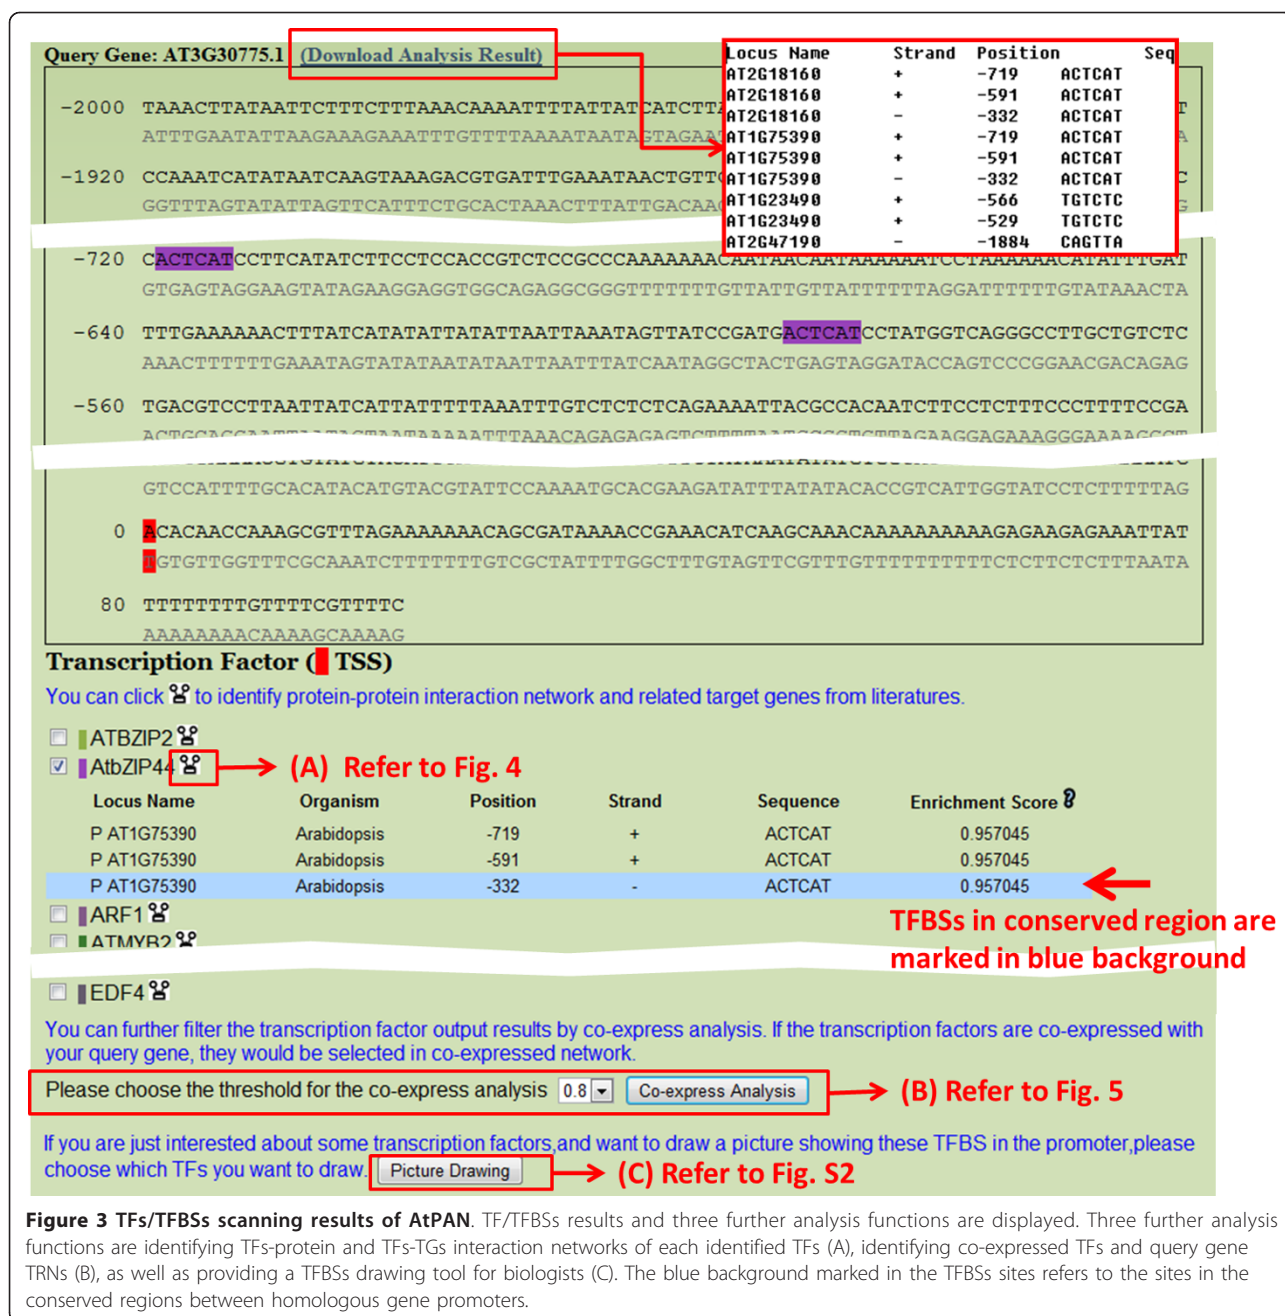 Query Gene: AT3G30775.1 (Download Analysis Result)
Locus Name Strand Position Seq
AT2G18160 + -719 ACTCAT
AT2G18160 + -591 ACTCAT
AT2G18160 - -332 ACTCAT
AT1G75390 + -719 ACTCAT
AT1G75390 + -591 ACTCAT
AT1G75390 - -332 ACTCAT
AT1G23490 + -566 TGTCTC
AT1G23490 + -529 TGTCTC
AT2G47190 - -1884 CAGTTA
-2000 TAAACTTATAATTCTTTCTTTAAACAAAATTTTATTATCATCTTA T
ATTTGAATATTAAGAAAGAAATTTGTTTTAAAATAATAGTAGAAT A
-1920 CCAAATCATATAATCAAGTAAAGACGTGATTTGAAATAACTGTTG C
GGTTTAGTATATTAGTTCATTTCTGCACTAAACTTTATTGACAAC G
-720 CACTCATCCTTCATATCTTCCTCCACCGTCTCCGCCCAAAAAAACAATAACAATAAAAAATCCTAAAAAACATATTTGAT
GTGAGTAGGAAGTATAGAAGGAGGTGGCAGAGGCGGGTTTTTTTGTTATTGTTATTTTTTAGGATTTTTTGTATAAACTA
-640 TTTGAAAAAACTTTATCATATATTATATTAATTAAATAGTTATCCGATGACTCATCCTATGGTCAGGGCCTTGCTGTCTC
AAACTTTTTTGAAATAGTATATAATATAATTAATTTATCAATAGGCTACTGAGTAGGATACCAGTCCCGGAACGACAGAG
-560 TGACGTCCTTAATTATCATTATTTTTAAATTTGTCTCTCTCAGAAAATTACGCCACAATCTTCCTCTTTCCCTTTTCCGA
GTCCATTTTGCACATACATGTACGTATTCCAAAATGCACGAAGATATTTATATACACCGTCATTGGTATCCTCTTTTTAG
0 ACACAACCAAAGCGTTTAGAAAAAAACAGCGATAAAACCGAAACATCAAGCAAACAAAAAAAAAAGAGAAGAGAAATTAT
TGTGTTGGTTTCGCAAATCTTTTTTTGTCGCTATTTTGGCTTTGTAGTTCGTTTGTTTTTTTTTTCTCTTCTCTTTAATA
80 TTTTTTTTGTTTTCGTTTTC
AAAAAAAACAAAAGCAAAAG
Transcription Factor ( TSS)
You can click to identify protein-protein interaction network and related target genes from literatures.
ATBZIP2
AtbZIP44 (A) Refer to Fig. 4
Locus Name Organism Position Strand Sequence Enrichment Score ?
P AT1G75390 Arabidopsis -719 + ACTCAT 0.957045
P AT1G75390 Arabidopsis -591 + ACTCAT 0.957045
P AT1G75390 Arabidopsis -332 - ACTCAT 0.957045
ARF1
TFBSs in conserved region are
marked in blue background
ATMYB2
EDF4
You can further filter the transcription factor output results by co-express analysis. If the transcription factors are co-expressed with
your query gene, they would be selected in co-expressed network.
Please choose the threshold for the co-express analysis 0.8 Co-express Analysis (B) Refer to Fig. 5
If you are just interested about some transcription factors,and want to draw a picture showing these TFBS in the promoter,please
choose which TFs you want to draw. Picture Drawing (C) Refer to Fig. S2
Figure 3 TFs/TFBSs scanning results of AtPAN. TF/TFBSs results and three further analysis functions are displayed. Three further analysis
functions are identifying TFs-protein and TFs-TGs interaction networks of each identified TFs (A), identifying co-expressed TFs and query gene
TRNs (B), as well as providing a TFBSs drawing tool for biologists (C). The blue background marked in the TFBSs sites refers to the sites in the
conserved regions between homologous gene promoters.